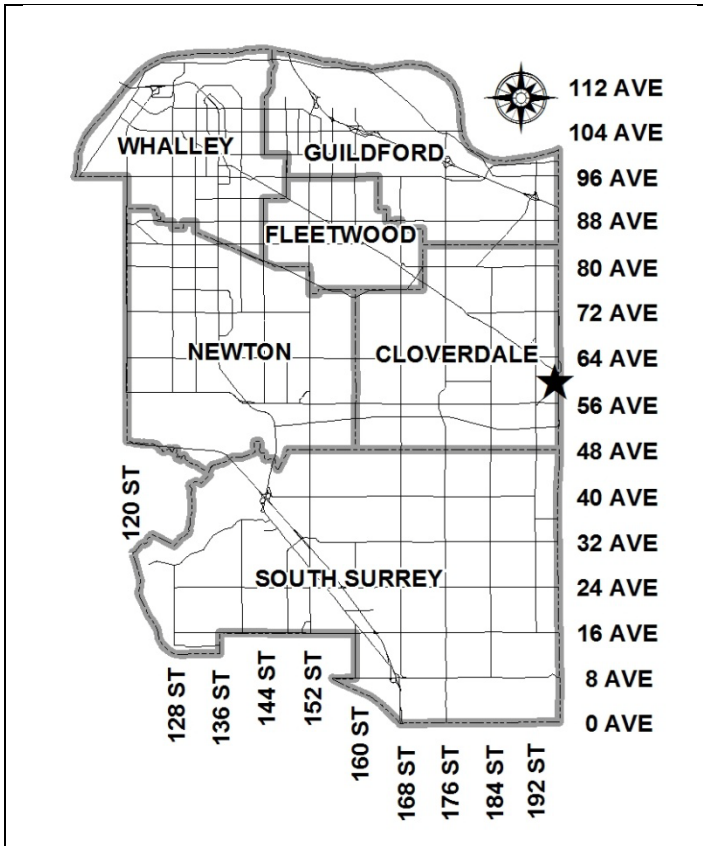 112 AVE
104 AVE
WHALLEY
GUILDFORD
96 AVE
88 AVE
FLEETWOOD
80 AVE
72 AVE
NEWTON
CLOVERDALE
64 AVE
56 AVE
48 AVE
120 ST
40 AVE
32 AVE
SOUTH SURREY
24 AVE
16 AVE
128 ST
136 ST
144 ST
152 ST
8 AVE
160 ST
0 AVE
168 ST
176 ST
184 ST
192 ST